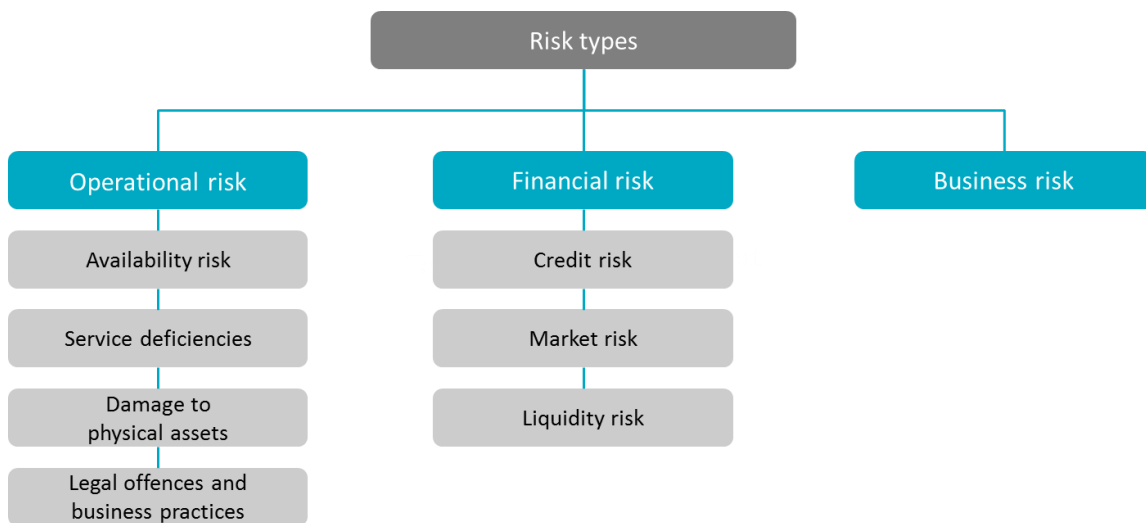 Risk types
Operational risk
Financial risk
Business risk
Availability risk
Credit risk
Service deficiencies
Market risk
Damage to
physical assets
Liquidity risk
Legal offences and
business practices